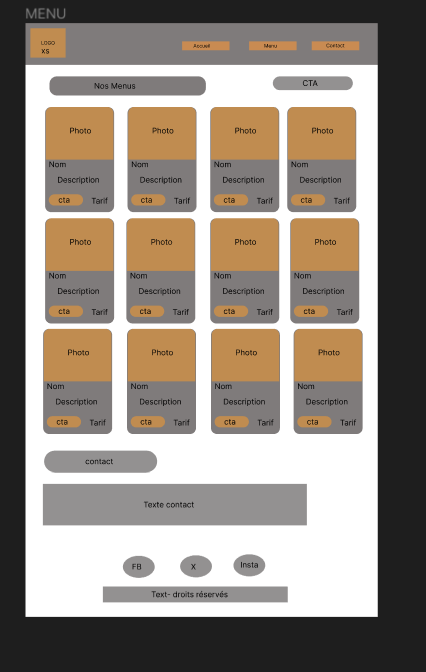 MENU
LOGO
xs
Accueil Menu Contact
Nos Menus CTA
Photo Photo Photo Photo
Nom Nom Nom Nom
Description Description Description Description
cta Tarif cta Tarif cta Tarif cta Tarif
Photo Photo Photo Photo
Nom Nom Nom Nom
Description Description Description Description
cta Tarif cta Tarif cta Tarif cta Tarif
Photo Photo Photo Photo
Nom Nom Nom Nom
Description Description Description Description
cta Tarif cta Tarif cta Tarif cta Tarif
contact
Texte contact
FB X Insta
Text- droits réservés